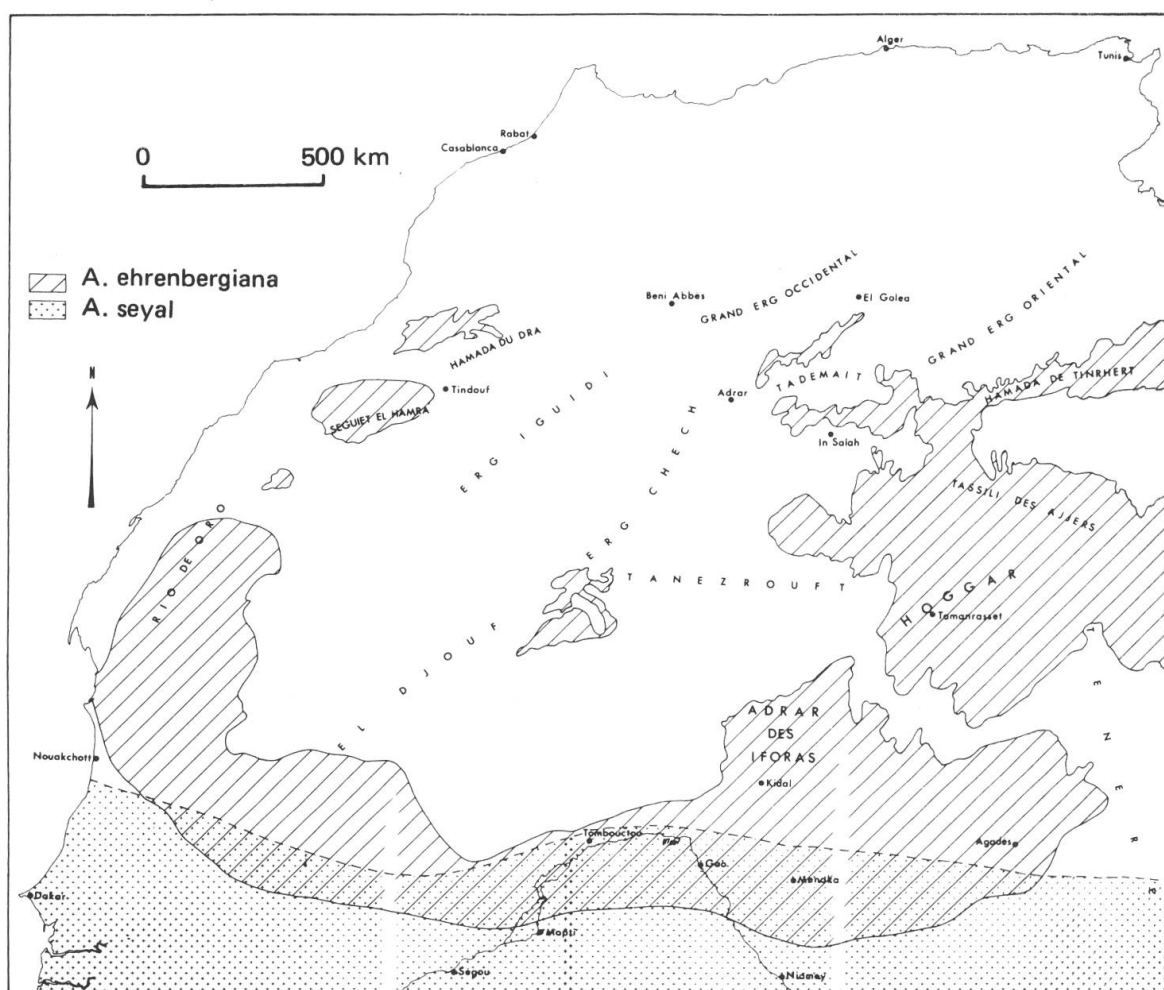 Alger
Tunis
Rabat
Casablanca
0 500 km
A. ehrenbergiana
A. seyal
N
Beni Abbes
GRAND ERG OCCIDENTAL
El Golea
GRAND ERG ORIENTAL
HAMADA DU DRA
Tindouf
SEGUIET EL HAMRA
ERG IGUIDI
ERG CHECH
Adrar
TADEMAIT
HAMADA DE TINRHERT
In Salah
TASSILI DES AJJERS
RIO DE ORO
TANEZROUFT
HOGGAR
Tamanrasset
EL DJOUF
TENERE
ADRAR
DES
IFORAS
Kidal
Nouakchott
Tombouctou
Gao
Menaka
Agades
Dakar
Mopti
Ségou
Niamey